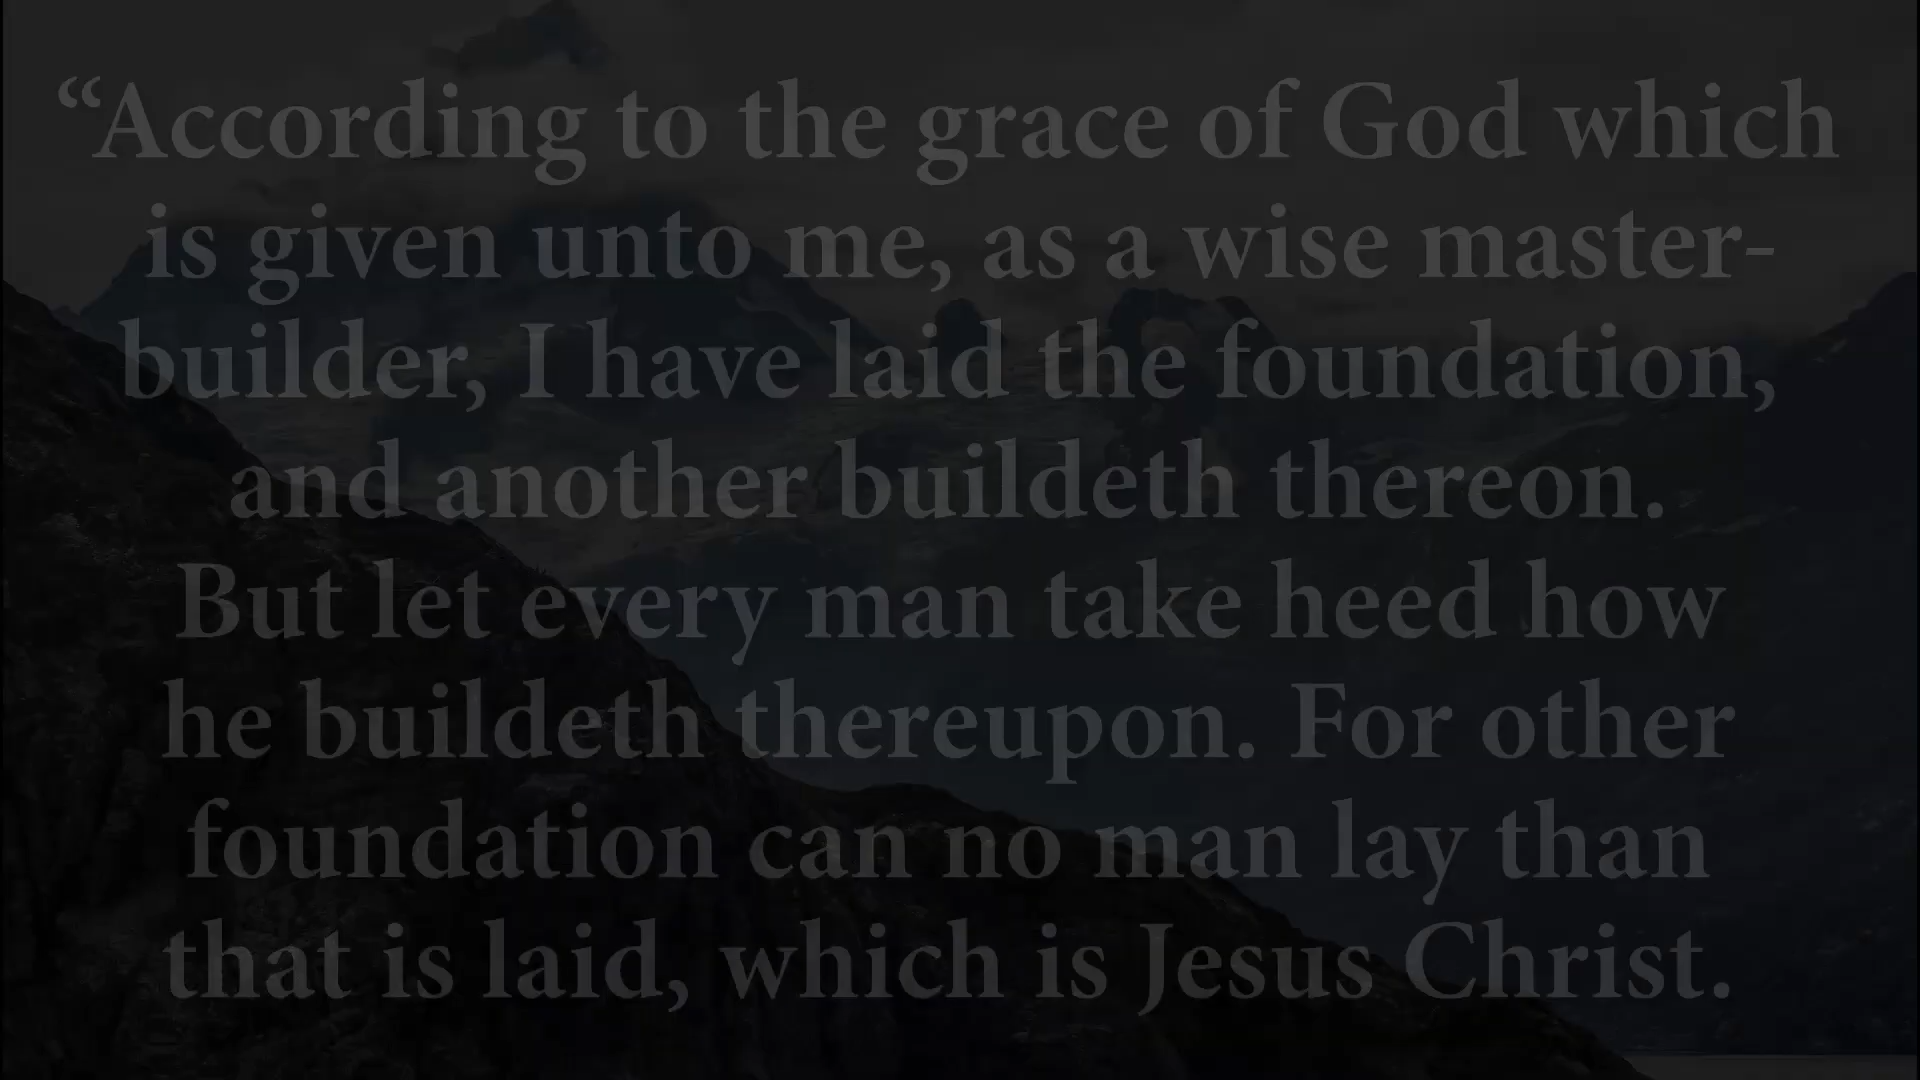 “According to the grace of God which
is given unto me, as a wise master-
builder, I have laid the foundation,
and another buildeth thereon.
But let every man take heed how
he buildeth thereupon. For other
foundation can no man lay than
that is laid, which is Jesus Christ.